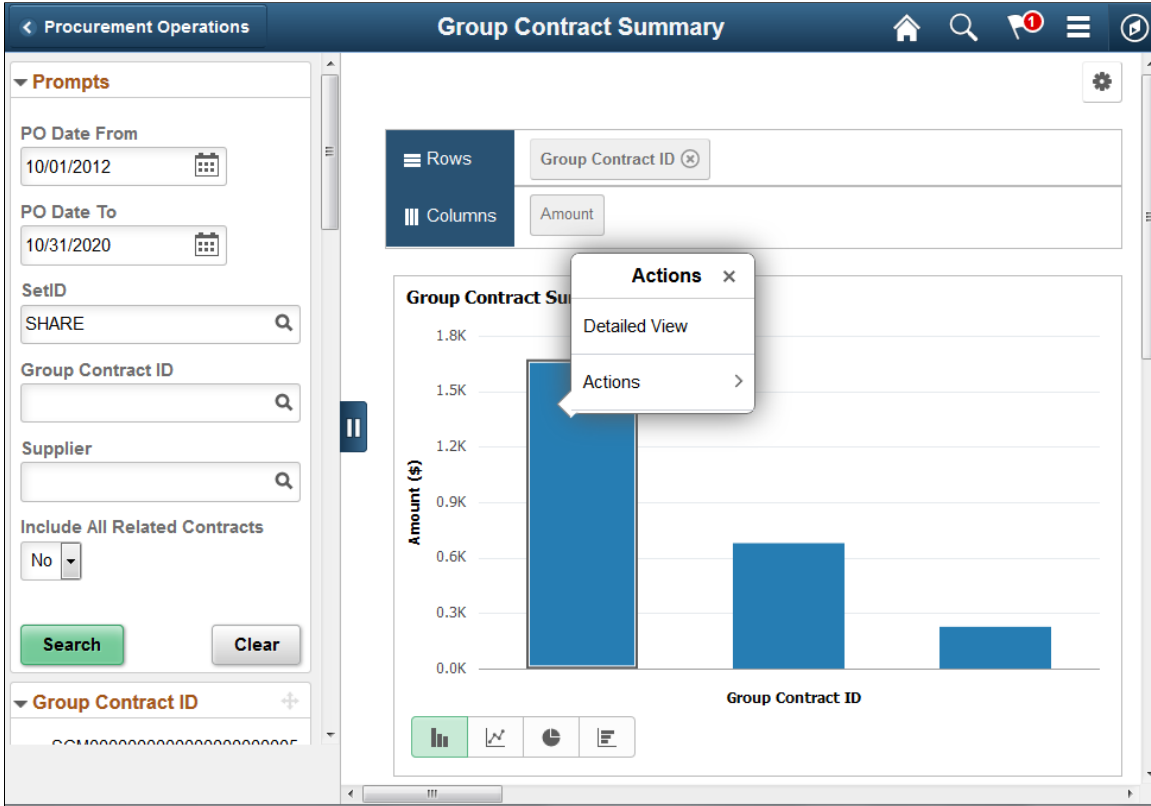 Procurement Operations
Group Contract Summary
1
Prompts
PO Date From
10/01/2012
PO Date To
10/31/2020
SetID
SHARE
Group Contract ID
Supplier
Include All Related Contracts
No
Search
Clear
Group Contract ID
Rows
Group Contract ID
Columns
Amount
Actions
Detailed View
Actions
Group Contract
1.8K
1.5K
1.2K
0.9K
0.6K
0.3K
0.0K
Amount ($)
Group Contract ID